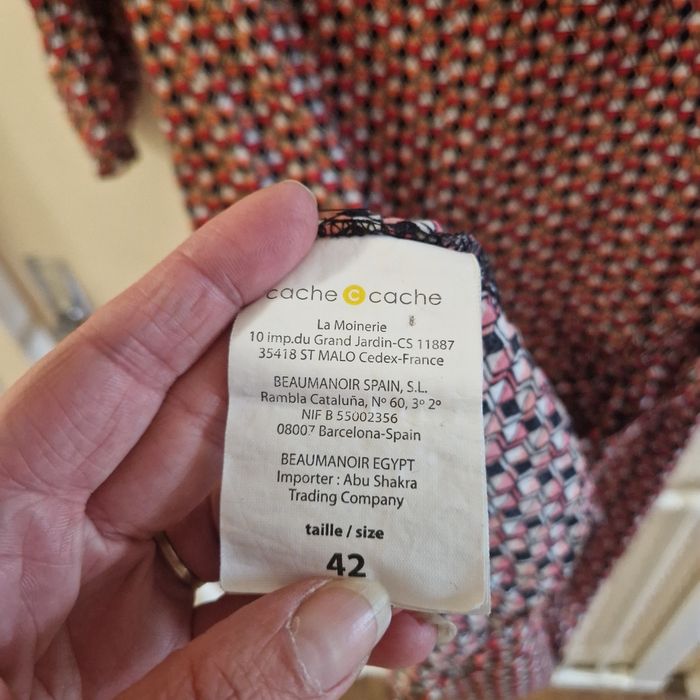 cache c cache
La Moinerie
10 imp.du Grand Jardin-CS 11887
35418 ST MALO Cedex-France
BEAUMANOIR SPAIN, S.L.
Rambla Cataluña, Nº 60, 3º 2º
NIF B 55002356
08007 Barcelona-Spain
BEAUMANOIR EGYPT
Importer : Abu Shakra
Trading Company
taille / size
42